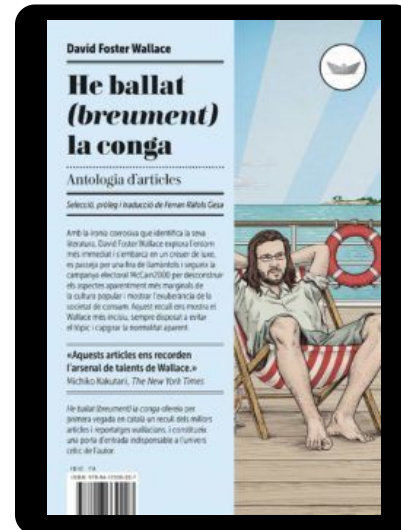 David Foster Wallace
He ballat
(breument)
la conga
Antologia d'articles
Selecció, pròleg i traducció de Ferran Ràfols Gesa
Amb la ironia corrosiva que identifica la seva
literatura, David Foster Wallace explora l'entorn
més immediat i s'embarca en un creuer de luxe,
es passeja per una fira de llamàntols i segueix la
campanya electoral McCain2000 per desconstruir
els aspectes aparentment més marginals de
la cultura popular i mostrar l'exuberància de la
societat de consum. Aquest recull ens mostra el
Wallace més incisiu, sempre disposat a evitar
el tòpic i capgirar la normalitat aparent.
«Aquests articles ens recorden
l'arsenal de talents de Wallace.»
Michiko Kakutani, The New York Times
He ballat (breument) la conga ofereix per
primera vegada en català un recull dels millors
articles i reportatges wallacians, i constitueix
una porta d'entrada indispensable a l'univers
crític de l'autor.